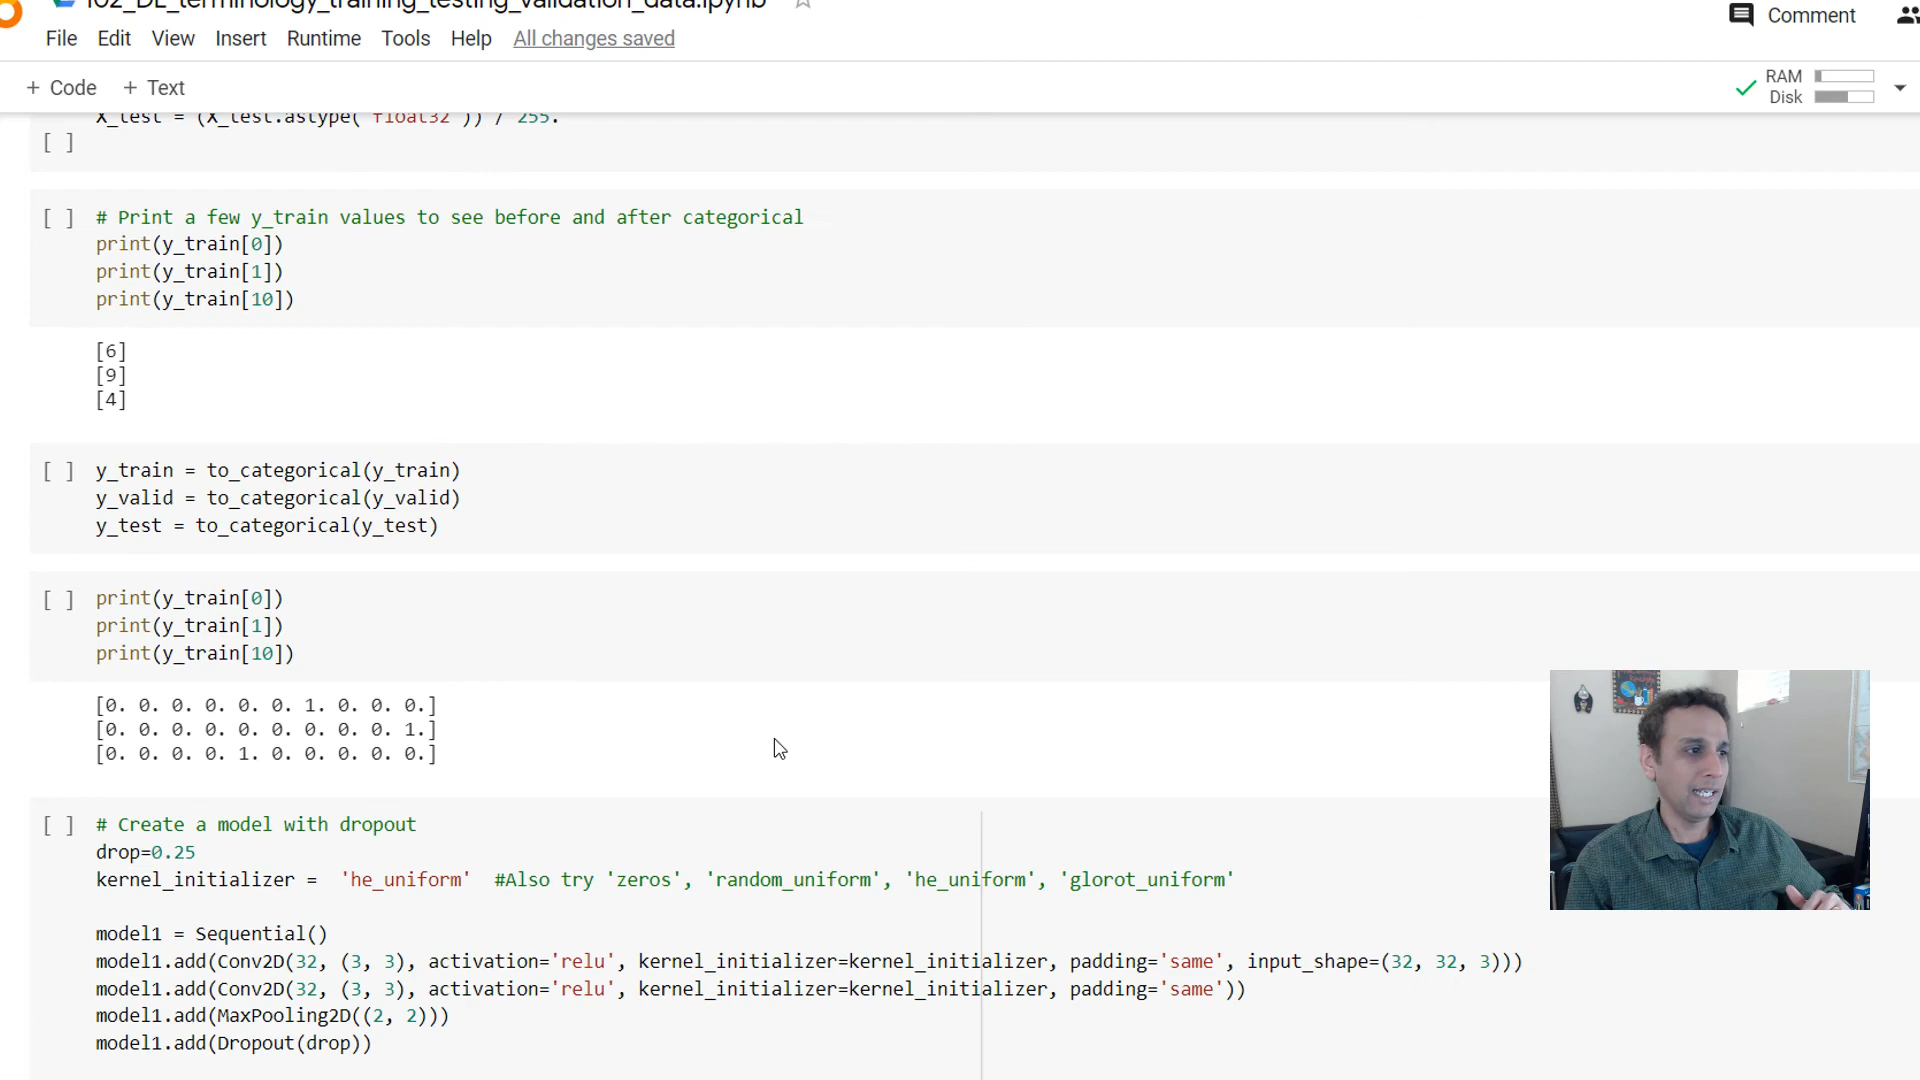 102_DL_terminology_training_testing_validation_data.ipynb
Comment
File Edit View Insert Runtime Tools Help All changes saved
+ Code + Text
RAM
Disk
X_test = (X_test.astype('float32')) / 255.
[ ]
[ ] # Print a few y_train values to see before and after categorical
print(y_train[0])
print(y_train[1])
print(y_train[10])
[6]
[9]
[4]
[ ] y_train = to_categorical(y_train)
y_valid = to_categorical(y_valid)
y_test = to_categorical(y_test)
[ ] print(y_train[0])
print(y_train[1])
print(y_train[10])
[0. 0. 0. 0. 0. 0. 1. 0. 0. 0.]
[0. 0. 0. 0. 0. 0. 0. 0. 0. 1.]
[0. 0. 0. 0. 1. 0. 0. 0. 0. 0.]
[ ] # Create a model with dropout
drop=0.25
kernel_initializer =  'he_uniform'  #Also try 'zeros', 'random_uniform', 'he_uniform', 'glorot_uniform'
model1 = Sequential()
model1.add(Conv2D(32, (3, 3), activation='relu', kernel_initializer=kernel_initializer, padding='same', input_shape=(32, 32, 3)))
model1.add(Conv2D(32, (3, 3), activation='relu', kernel_initializer=kernel_initializer, padding='same'))
model1.add(MaxPooling2D((2, 2)))
model1.add(Dropout(drop))